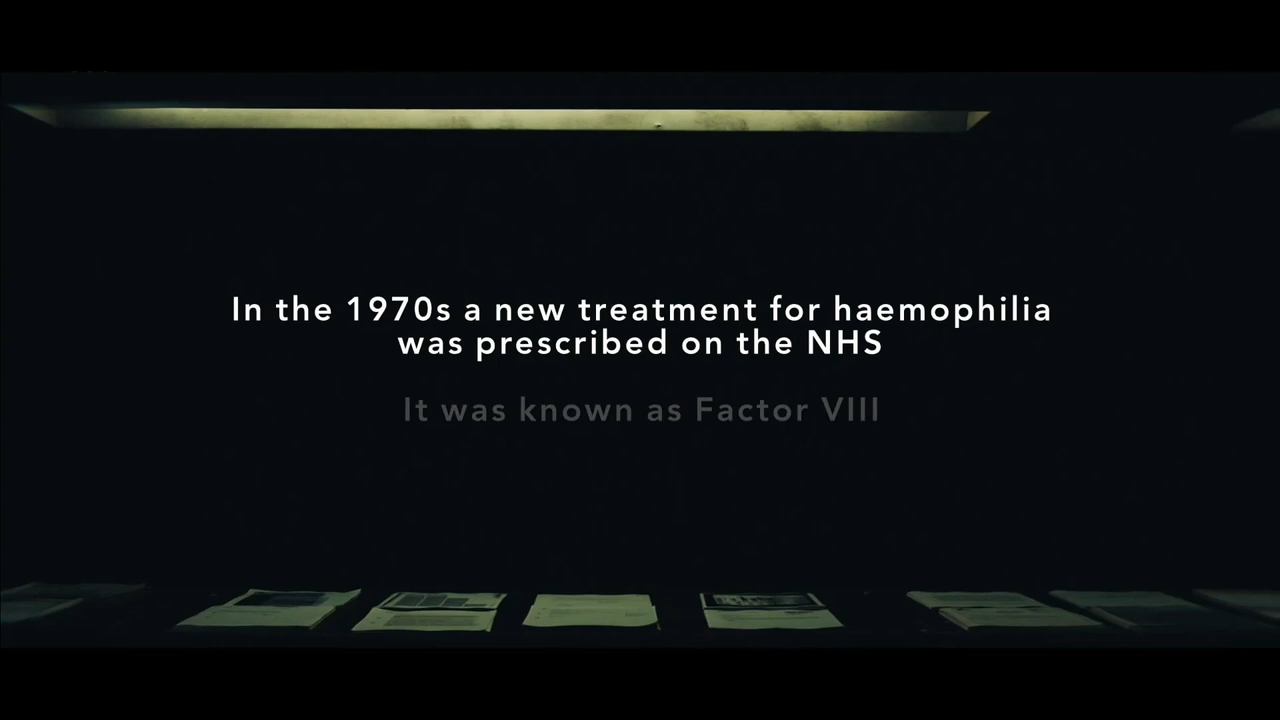 In the 1970s a new treatment for haemophilia
was prescribed on the NHS
It was known as Factor VIII